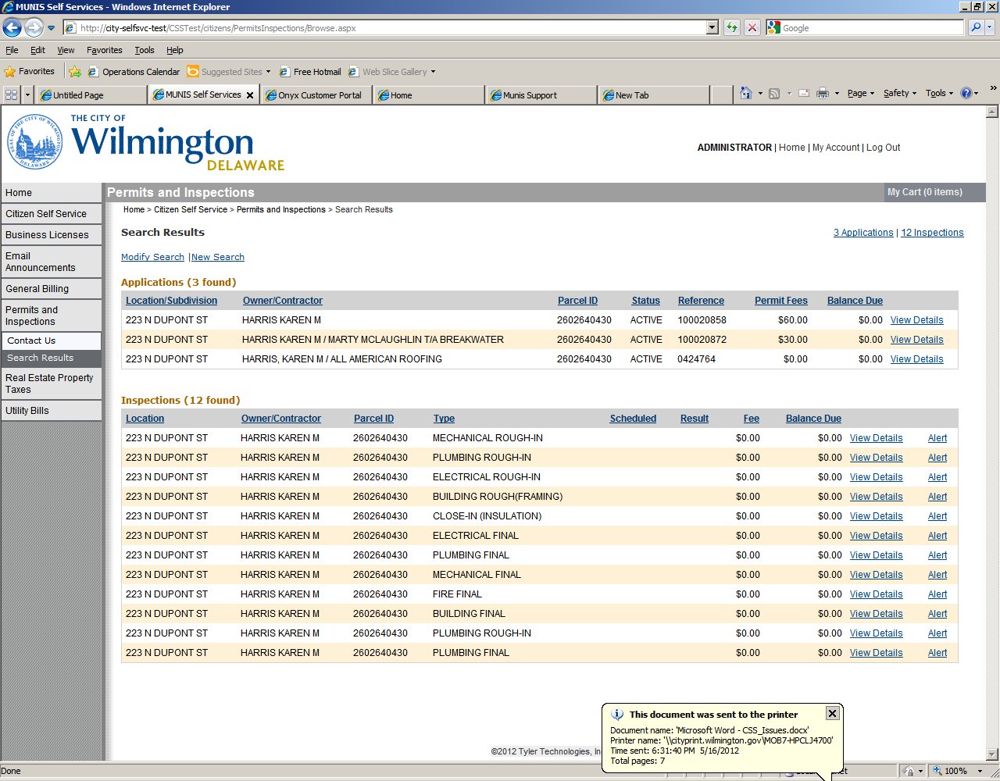 MUNIS Self Services - Windows Internet Explorer
http://city-selfsvc-test/CSSTest/citizens/PermitsInspections/Browse.aspx
Google
File Edit View Favorites Tools Help
Favorites Operations Calendar Suggested Sites Free Hotmail Web Slice Gallery
Untitled Page MUNIS Self Services Onyx Customer Portal Home Munis Support New Tab Page Safety Tools
THE CITY OF
Wilmington
DELAWARE
ADMINISTRATOR | Home | My Account | Log Out
Home
Citizen Self Service
Business Licenses
Email
Announcements
General Billing
Permits and
Inspections
Contact Us
Search Results
Real Estate Property
Taxes
Utility Bills
Permits and Inspections My Cart (0 items)
Home > Citizen Self Service > Permits and Inspections > Search Results
Search Results 3 Applications | 12 Inspections
Modify Search | New Search
Applications (3 found)
Location/Subdivision Owner/Contractor Parcel ID Status Reference Permit Fees Balance Due
223 N DUPONT ST HARRIS KAREN M 2602640430 ACTIVE 100020858 $60.00 $0.00 View Details
223 N DUPONT ST HARRIS KAREN M / MARTY MCLAUGHLIN T/A BREAKWATER 2602640430 ACTIVE 100020872 $30.00 $0.00 View Details
223 N DUPONT ST HARRIS, KAREN M / ALL AMERICAN ROOFING 2602640430 ACTIVE 0424764 $0.00 $0.00 View Details
Inspections (12 found)
Location Owner/Contractor Parcel ID Type Scheduled Result Fee Balance Due
223 N DUPONT ST HARRIS KAREN M 2602640430 MECHANICAL ROUGH-IN $0.00 $0.00 View Details Alert
223 N DUPONT ST HARRIS KAREN M 2602640430 PLUMBING ROUGH-IN $0.00 $0.00 View Details Alert
223 N DUPONT ST HARRIS KAREN M 2602640430 ELECTRICAL ROUGH-IN $0.00 $0.00 View Details Alert
223 N DUPONT ST HARRIS KAREN M 2602640430 BUILDING ROUGH(FRAMING) $0.00 $0.00 View Details Alert
223 N DUPONT ST HARRIS KAREN M 2602640430 CLOSE-IN (INSULATION) $0.00 $0.00 View Details Alert
223 N DUPONT ST HARRIS KAREN M 2602640430 ELECTRICAL FINAL $0.00 $0.00 View Details Alert
223 N DUPONT ST HARRIS KAREN M 2602640430 PLUMBING FINAL $0.00 $0.00 View Details Alert
223 N DUPONT ST HARRIS KAREN M 2602640430 MECHANICAL FINAL $0.00 $0.00 View Details Alert
223 N DUPONT ST HARRIS KAREN M 2602640430 FIRE FINAL $0.00 $0.00 View Details Alert
223 N DUPONT ST HARRIS KAREN M 2602640430 BUILDING FINAL $0.00 $0.00 View Details Alert
223 N DUPONT ST HARRIS KAREN M 2602640430 PLUMBING ROUGH-IN $0.00 $0.00 View Details Alert
223 N DUPONT ST HARRIS KAREN M 2602640430 PLUMBING FINAL $0.00 $0.00 View Details Alert
This document was sent to the printer
Document name: 'Microsoft Word - CSS_Issues.docx'
Printer name: '\\cityprint.wilmington.gov\MOB7-HPCLJ4700'
Time sent: 6:31:40 PM 5/16/2012
Total pages: 7
©2012 Tyler Technologies, In
Done 100%